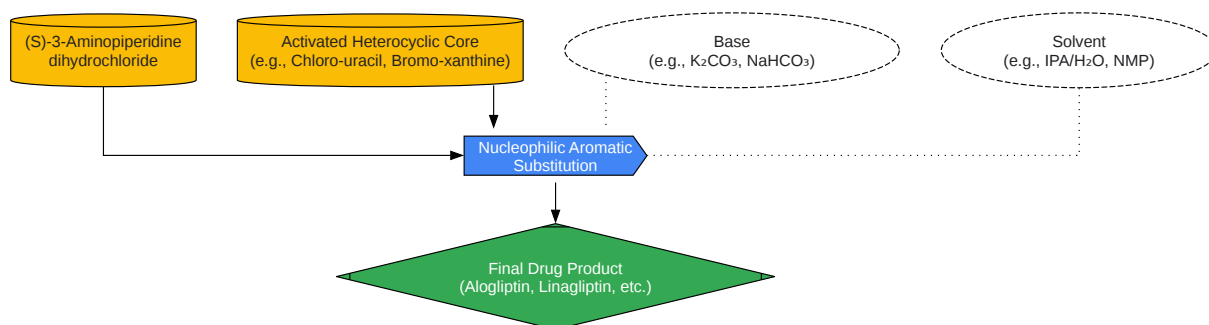 (S)-3-Aminopiperidine
dihydrochloride
Activated Heterocyclic Core
(e.g., Chloro-uracil, Bromo-xanthine)
Base
(e.g., K₂CO₃, NaHCO₃)
Solvent
(e.g., IPA/H₂O, NMP)
Nucleophilic Aromatic
Substitution
Final Drug Product
(Alogliptin, Linagliptin, etc.)